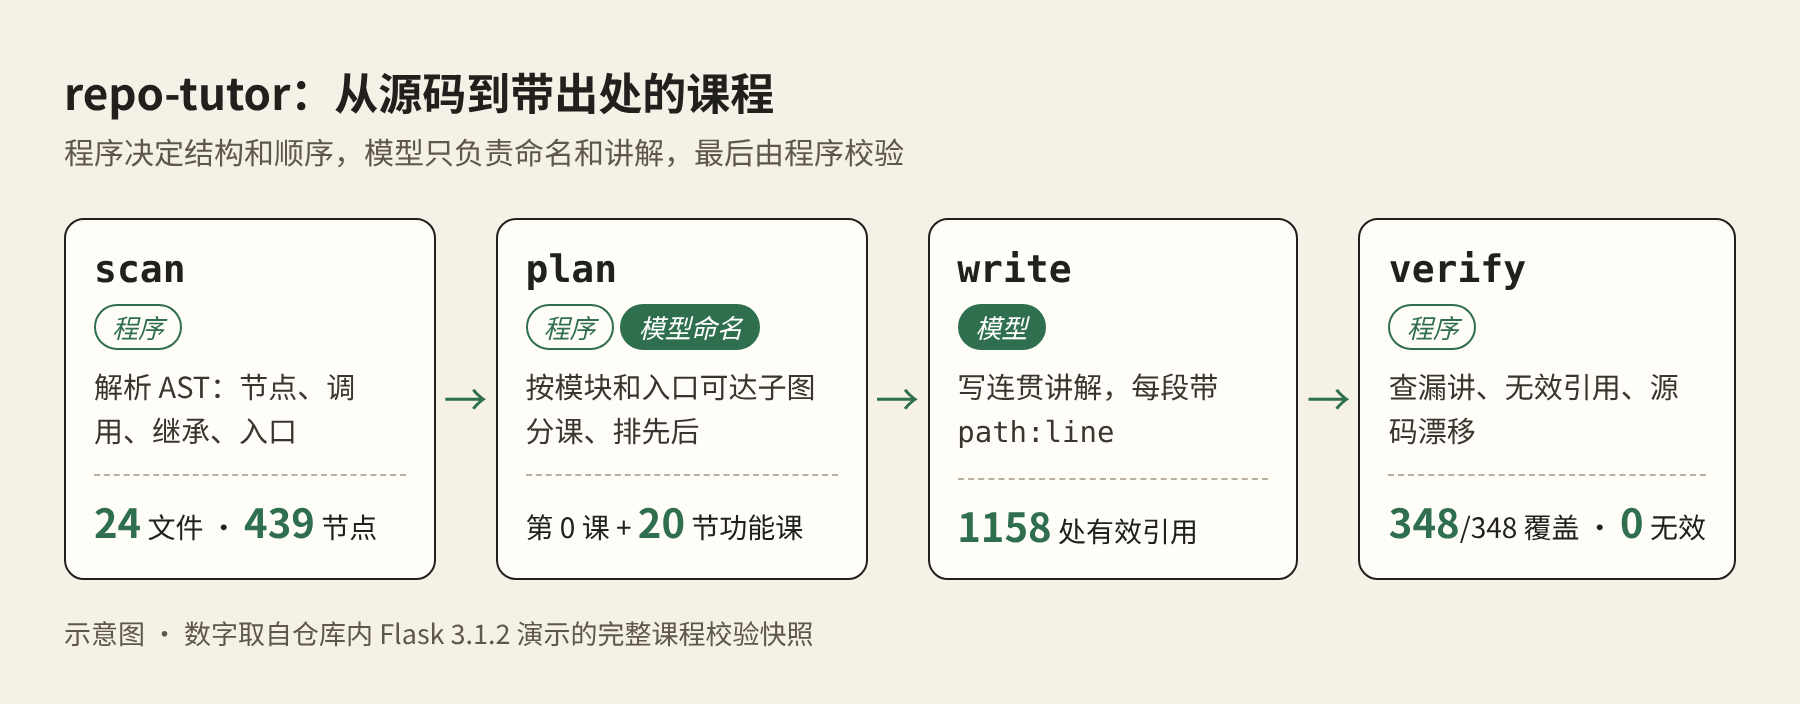 repo-tutor：从源码到带出处的课程
程序决定结构和顺序，模型只负责命名和讲解，最后由程序校验
scan
程序
解析 AST：节点、调
用、继承、入口
24 文件 · 439 节点
→
plan
程序 模型命名
按模块和入口可达子图
分课、排先后
第 0 课 + 20 节功能课
→
write
模型
写连贯讲解，每段带
path:line
1158 处有效引用
→
verify
程序
查漏讲、无效引用、源
码漂移
348/348 覆盖 · 0 无效
示意图 · 数字取自仓库内 Flask 3.1.2 演示的完整课程校验快照